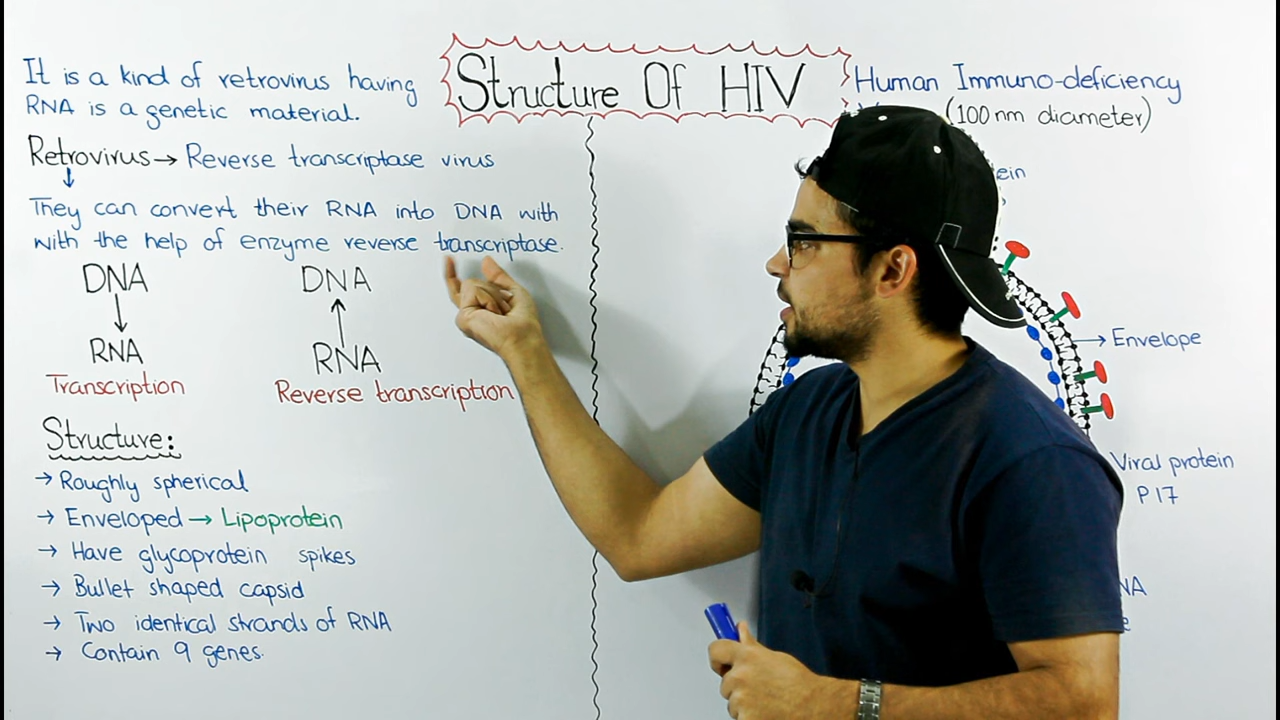 Structure Of HIV
It is a kind of retrovirus having
RNA is a genetic material.
Retrovirus → Reverse transcriptase virus
They can convert their RNA into DNA with
with the help of enzyme reverse transcriptase.
DNA
RNA
Transcription
DNA
RNA
Reverse transcription
Structure:
→ Roughly spherical
→ Enveloped → Lipoprotein
→ Have glycoprotein spikes
→ Bullet shaped capsid
→ Two identical strands of RNA
→ Contain 9 genes.
Human Immuno-deficiency
(100 nm diameter)
→ Envelope
Viral protein
P17